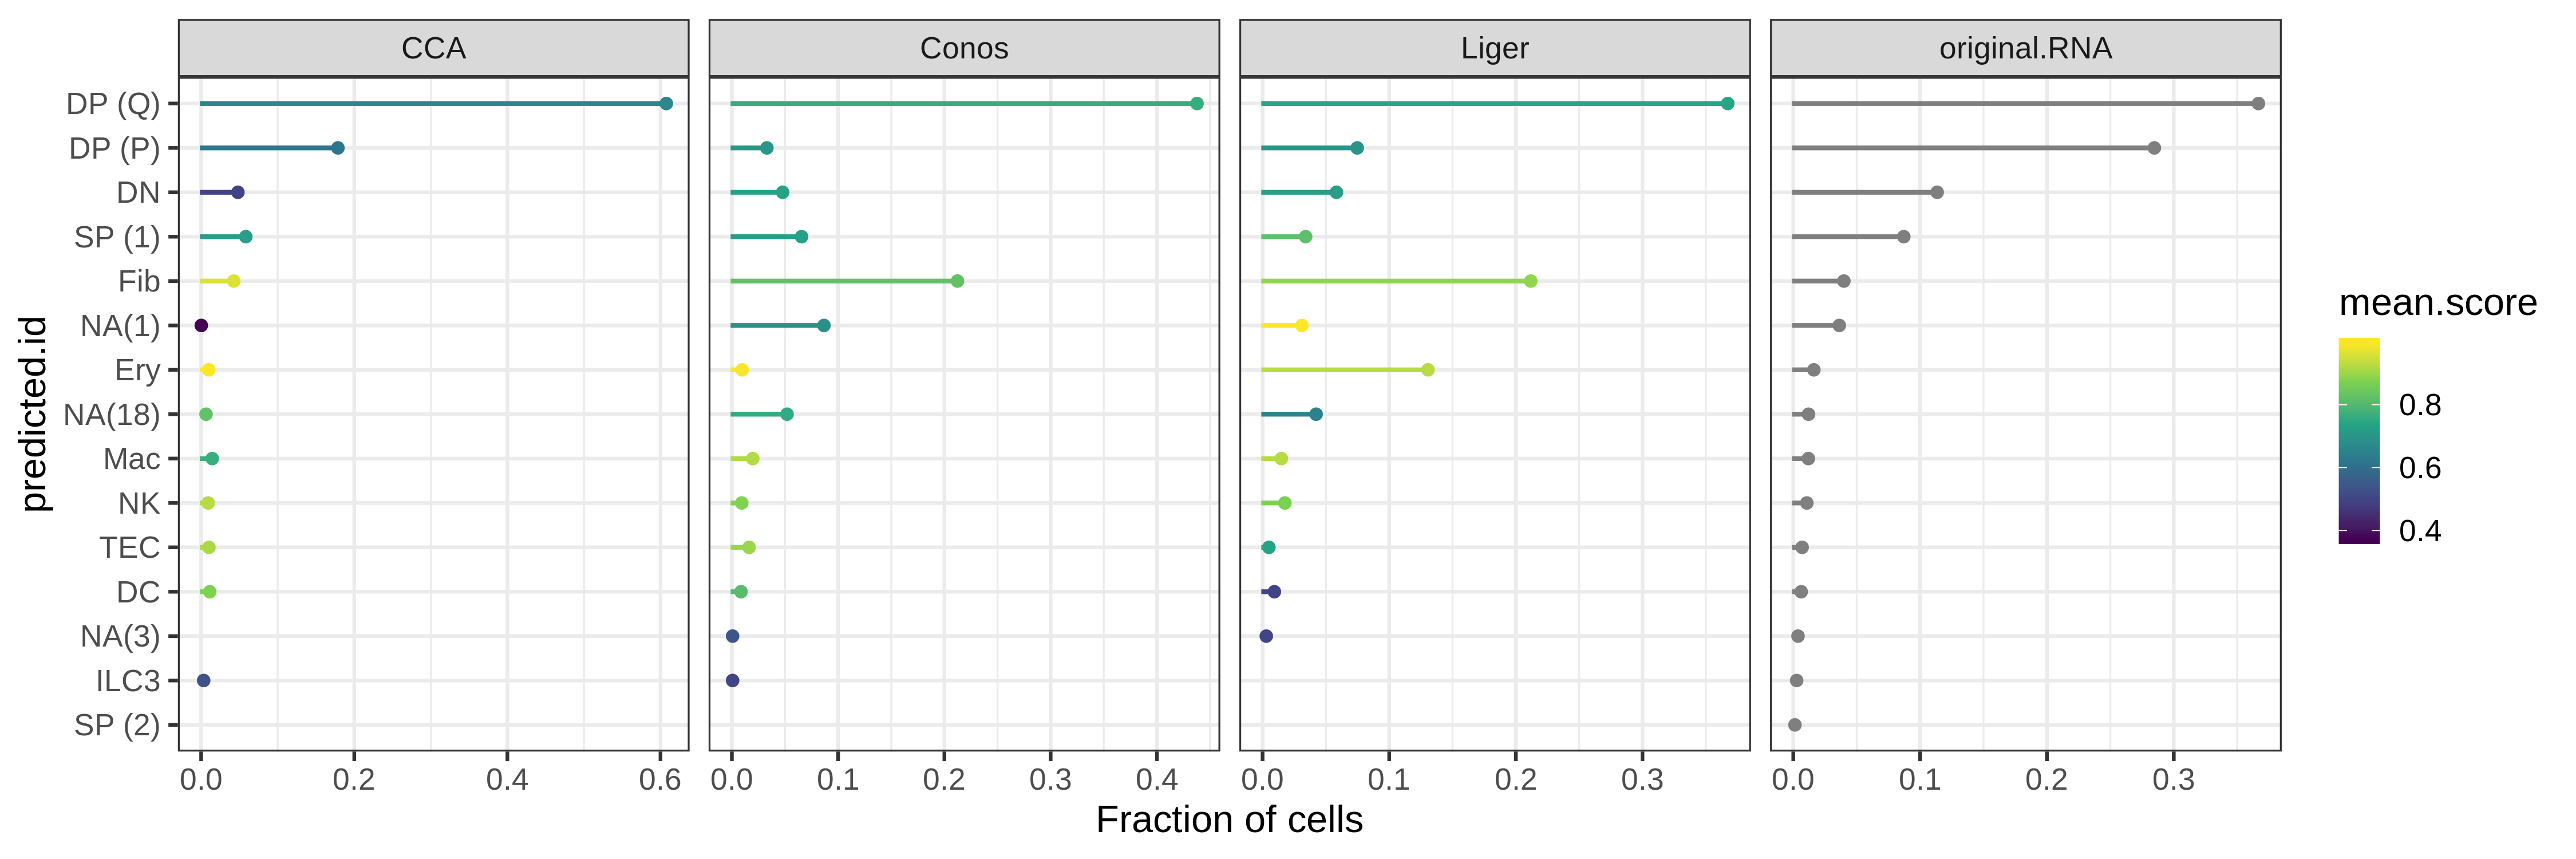 CCA Conos Liger original.RNA
predicted.id
DP (Q)
DP (P)
DN
SP (1)
Fib
NA(1)
Ery
NA(18)
Mac
NK
TEC
DC
NA(3)
ILC3
SP (2)
0.0 0.2 0.4 0.6 0.0 0.1 0.2 0.3 0.4 0.0 0.1 0.2 0.3 0.0 0.1 0.2 0.3
Fraction of cells
mean.score
0.8
0.6
0.4